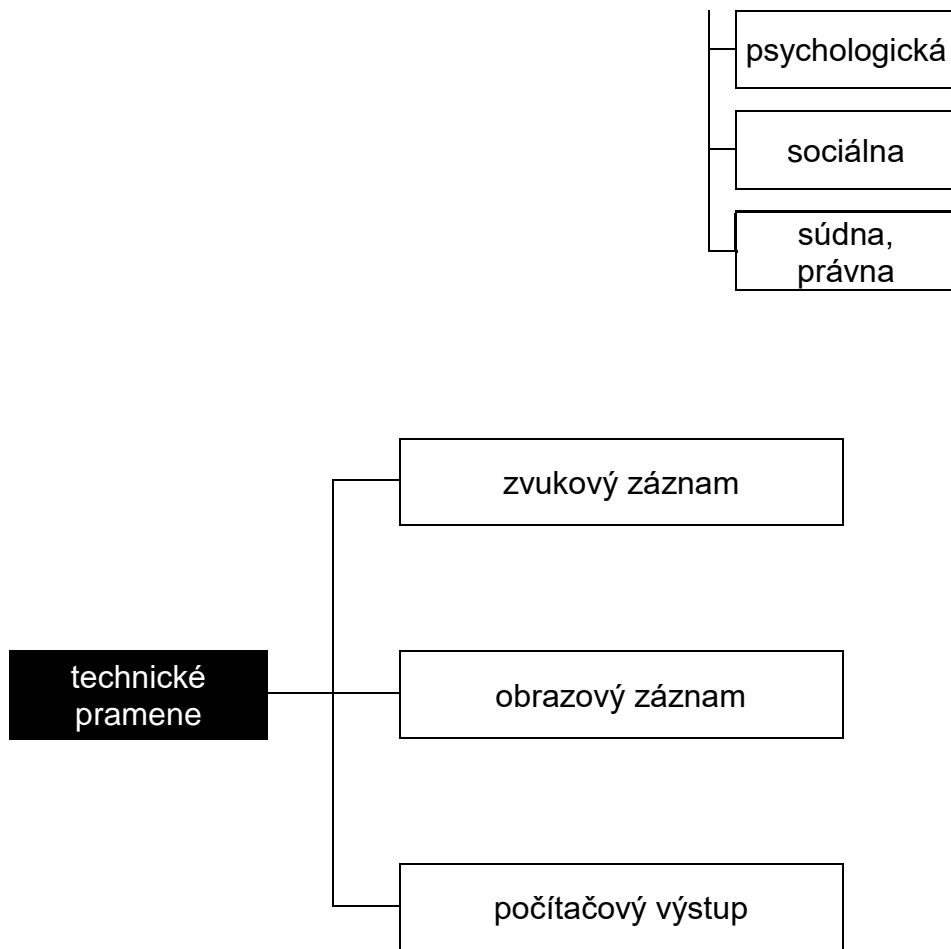 psychologická
sociálna
súdna,
právna
zvukový záznam
technické
pramene
obrazový záznam
počítačový výstup